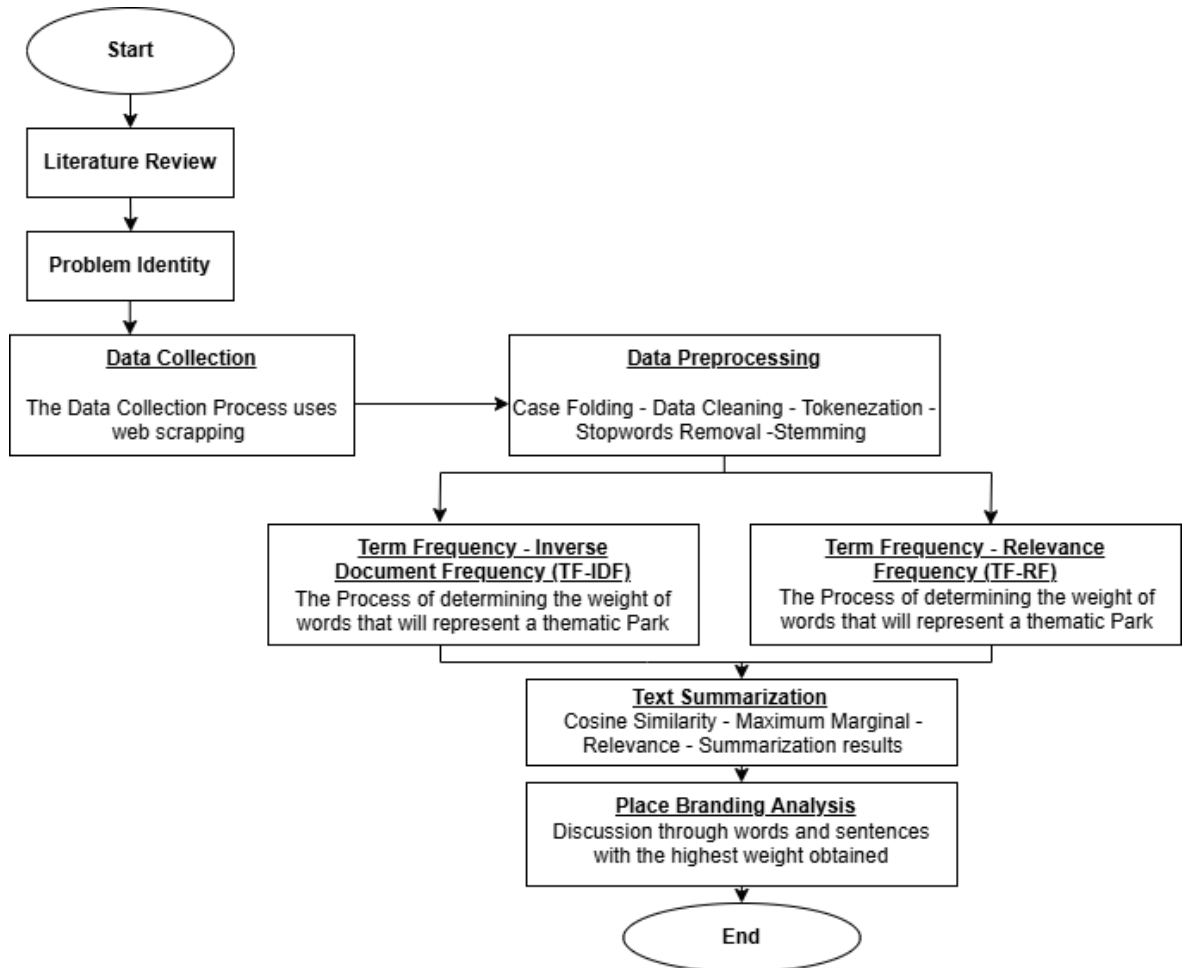 Start
Literature Review
Problem Identity
Data Collection
The Data Collection Process uses
web scrapping
Data Preprocessing
Case Folding - Data Cleaning - Tokenezation -
Stopwords Removal -Stemming
Term Frequency - Inverse
Document Frequency (TF-IDF)
The Process of determining the weight of
words that will represent a thematic Park
Term Frequency - Relevance
Frequency (TF-RF)
The Process of determining the weight of
words that will represent a thematic Park
Text Summarization
Cosine Similarity - Maximum Marginal -
Relevance - Summarization results
Place Branding Analysis
Discussion through words and sentences
with the highest weight obtained
End